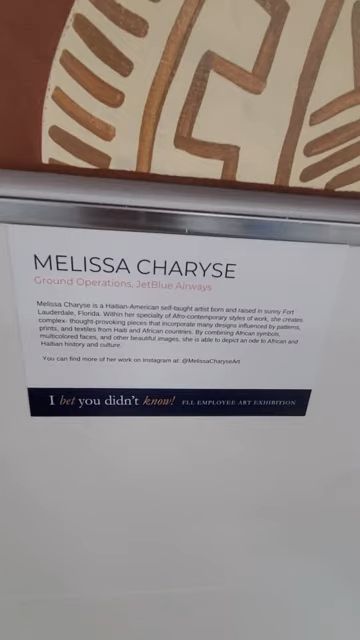 MELISSA CHARYSE
Ground Operations, JetBlue Airways
Melissa Charyse is a Haitian-American self-taught artist born and raised in sunny Fort
Lauderdale, Florida. Within her specialty of Afro-contemporary styles of work, she creates
complex- thought-provoking pieces that incorporate many designs influenced by patterns,
prints, and textiles from Haiti and African countries. By combining African symbols,
multicolored faces, and other beautiful images, she is able to depict an ode to African and
Haitian history and culture.
You can find more of her work on Instagram at: @MelissaCharyseArt
I bet you didn't know! FLL EMPLOYEE ART EXHIBITION